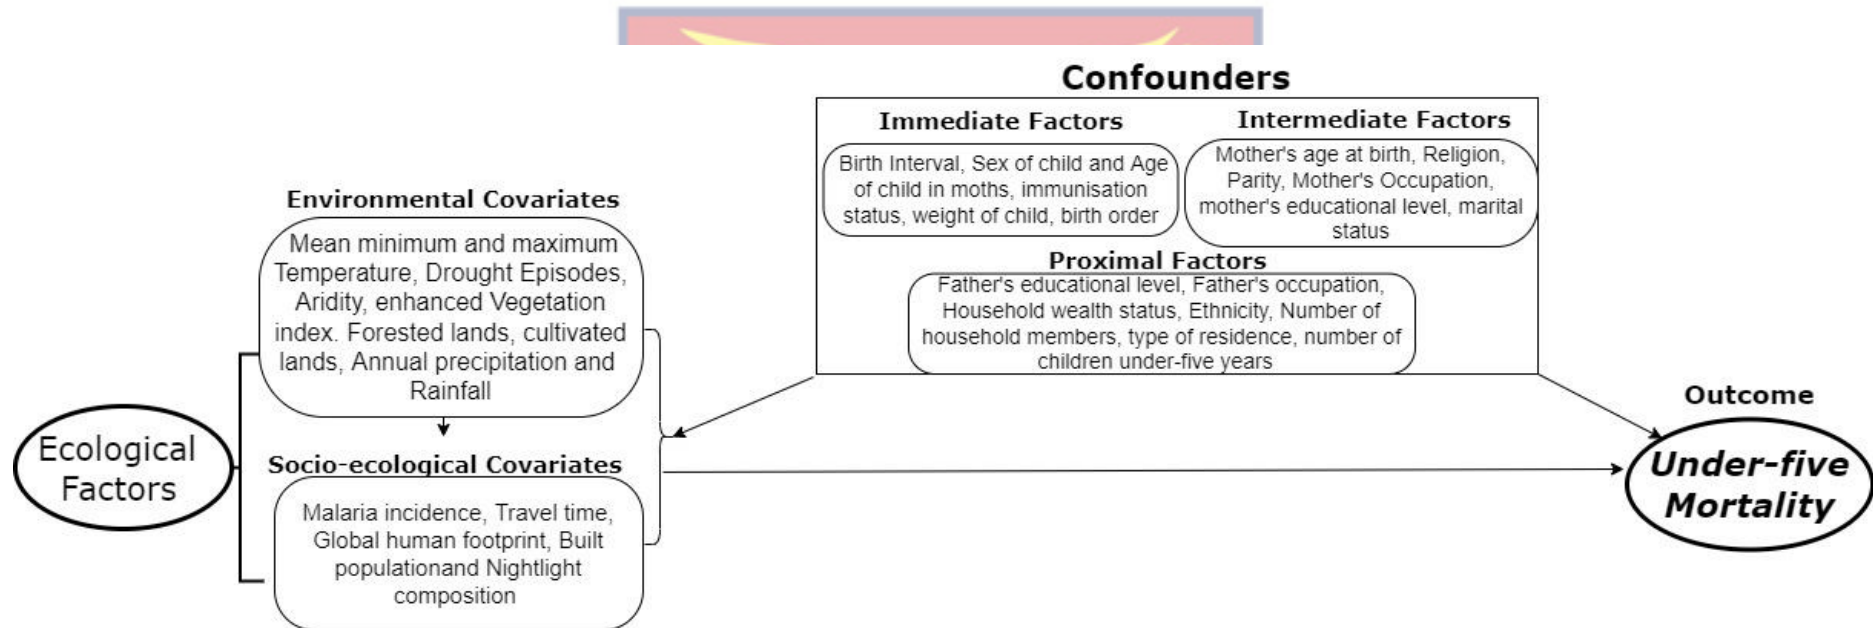 Confounders
Immediate Factors
Birth Interval, Sex of child and Age
of child in moths, immunisation
status, weight of child, birth order
Intermediate Factors
Mother's age at birth, Religion,
Parity, Mother's Occupation,
mother's educational level, marital
status
Proximal Factors
Father's educational level, Father's occupation,
Household wealth status, Ethnicity, Number of
household members, type of residence, number of
children under-five years
Environmental Covariates
Mean minimum and maximum
Temperature, Drought Episodes,
Aridity, enhanced Vegetation
index. Forested lands, cultivated
lands, Annual precipitation and
Rainfall
Ecological
Factors
Socio-ecological Covariates
Malaria incidence, Travel time,
Global human footprint, Built
populationand Nightlight
composition
Outcome
Under-five
Mortality